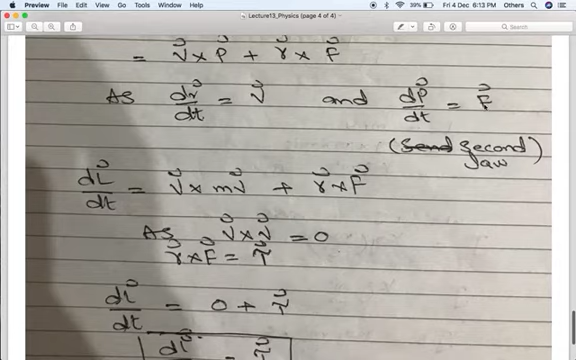 Preview File Edit View Go Tools Window Help 39% Fri 4 Dec 6:13 PM Others
Lecture13_Physics (page 4 of 4)
Search
= v⃗ × p⃗ + r⃗ × F⃗
As dr⃗/dt = v⃗ and dp⃗/dt = F⃗
(second law)
dL⃗/dt = v⃗ × mv⃗ + r⃗ × F⃗
As v⃗ × v⃗ = 0
r⃗ × F⃗ = τ⃗
dL⃗/dt = 0 + τ⃗
dL⃗ = τ⃗